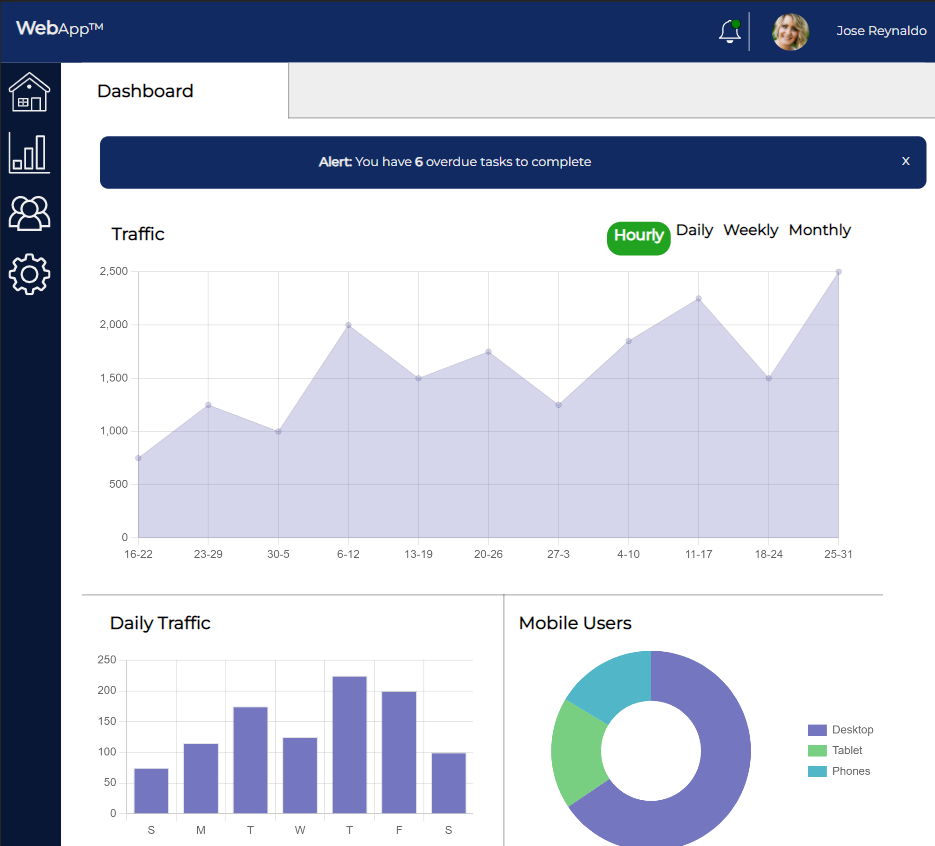 WebApp™
Jose Reynaldo
Dashboard
Alert: You have 6 overdue tasks to complete
X
Traffic
Hourly Daily Weekly Monthly
2,500
2,000
1,500
1,000
500
0
16-22 23-29 30-5 6-12 13-19 20-26 27-3 4-10 11-17 18-24 25-31
Daily Traffic
250
200
150
100
50
0
S M T W T F S
Mobile Users
Desktop
Tablet
Phones